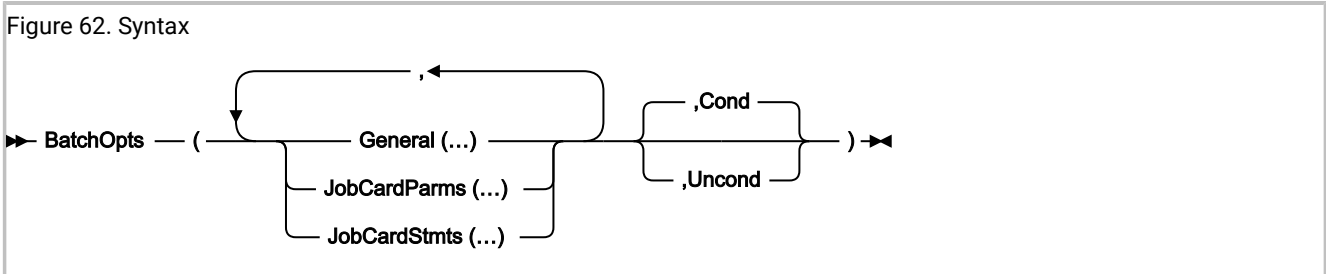 Figure 62. Syntax
,
,Cond
BatchOpts ( General (...) )
,Uncond
JobCardParms (...)
JobCardStmts (...)